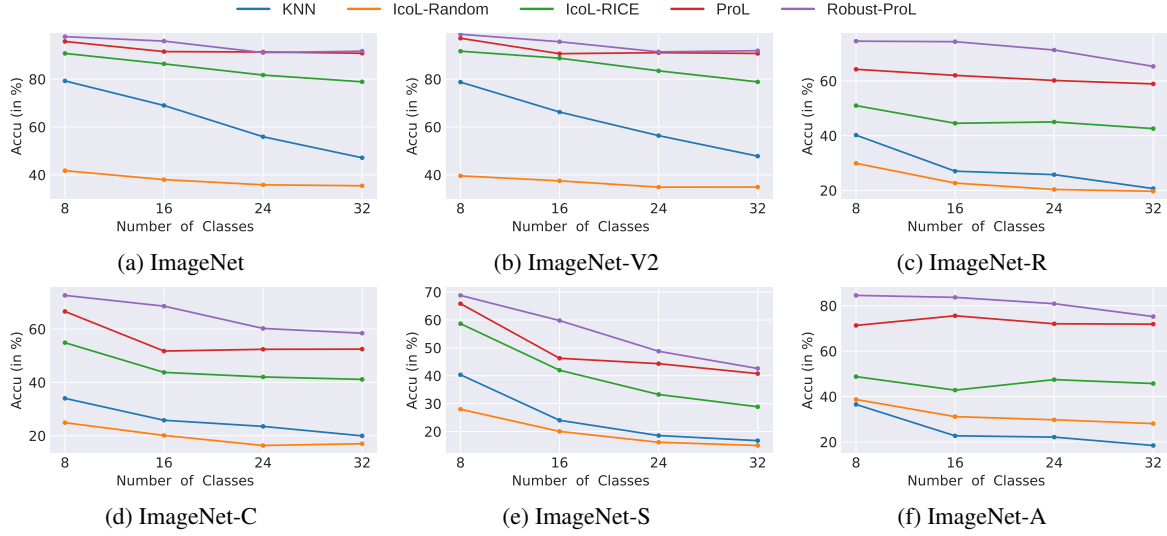 KNN IcoL-Random IcoL-RICE ProL Robust-ProL
Accu (in %)
80
60
40
8 16 24 32
Number of Classes
(a) ImageNet
Accu (in %)
80
60
40
8 16 24 32
Number of Classes
(b) ImageNet-V2
Accu (in %)
60
40
20
8 16 24 32
Number of Classes
(c) ImageNet-R
Accu (in %)
60
40
20
8 16 24 32
Number of Classes
(d) ImageNet-C
Accu (in %)
70
60
50
40
30
20
8 16 24 32
Number of Classes
(e) ImageNet-S
Accu (in %)
80
60
40
20
8 16 24 32
Number of Classes
(f) ImageNet-A